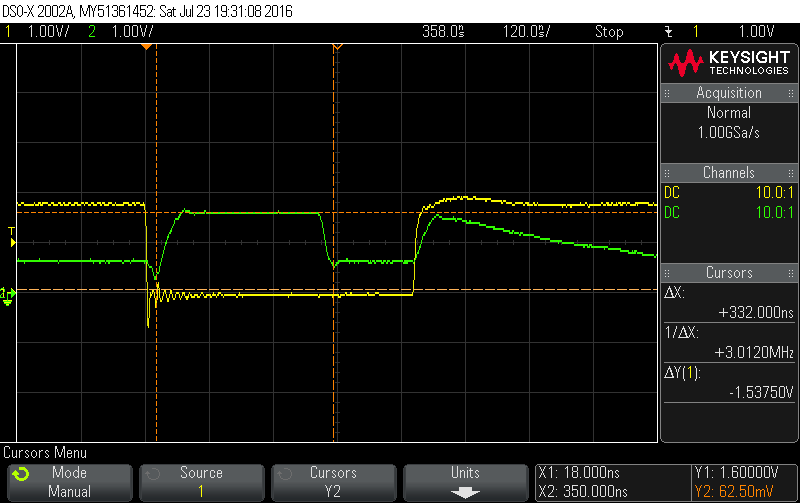 DSO-X 2002A, MY51361452: Sat Jul 23 19:31:08 2016
1 1.00V/ 2 1.00V/ 358.0ns 120.0ns/ Stop 1 1.00V
KEYSIGHT
TECHNOLOGIES
Acquisition
Normal
1.00GSa/s
Channels
DC 10.0:1
DC 10.0:1
T
Cursors
ΔX:
+332.000ns
1/ΔX:
+3.0120MHz
ΔY(1):
-1.53750V
Cursors Menu
Mode
Manual
Source
1
Cursors
Y2
Units
X1: 18.000ns
X2: 350.000ns
Y1: 1.60000V
Y2: 62.50mV